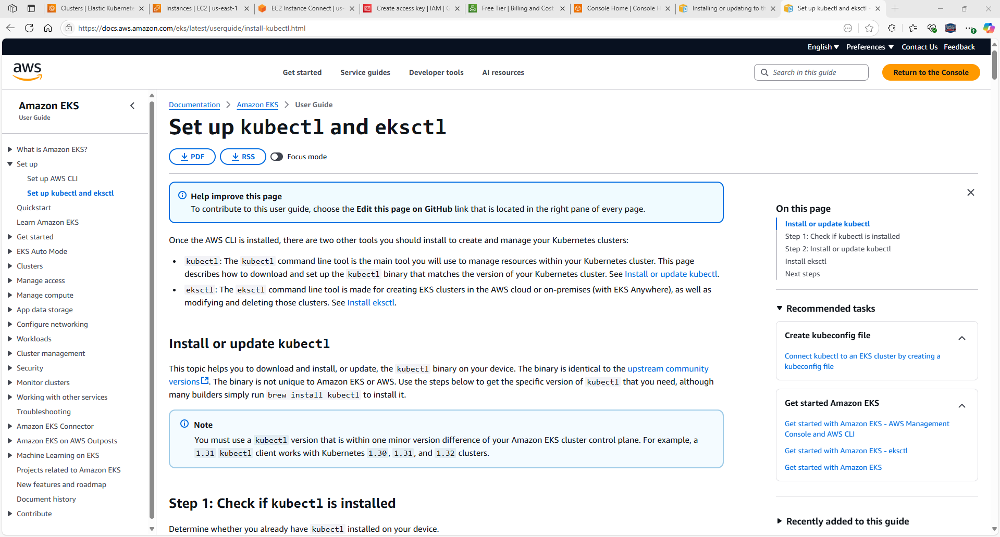 Clusters | Elastic Kubernete
Instances | EC2 | us-east-1
EC2 Instance Connect | us-
Create access key | IAM | G
Free Tier | Billing and Cost
Console Home | Console H
Installing or updating to th
Set up kubectl and eksctl -
https://docs.aws.amazon.com/eks/latest/userguide/install-kubectl.html
English
Preferences
Contact Us
Feedback
aws
Get started
Service guides
Developer tools
AI resources
Search in this guide
Return to the Console
Amazon EKS
User Guide
What is Amazon EKS?
Set up
Set up AWS CLI
Set up kubectl and eksctl
Quickstart
Learn Amazon EKS
Get started
EKS Auto Mode
Clusters
Manage access
Manage compute
App data storage
Configure networking
Workloads
Cluster management
Security
Monitor clusters
Working with other services
Troubleshooting
Amazon EKS Connector
Amazon EKS on AWS Outposts
Machine Learning on EKS
Projects related to Amazon EKS
New features and roadmap
Document history
Contribute
Documentation > Amazon EKS > User Guide
Set up kubectl and eksctl
PDF
RSS
Focus mode
Help improve this page
To contribute to this user guide, choose the Edit this page on GitHub link that is located in the right pane of every page.
Once the AWS CLI is installed, there are two other tools you should install to create and manage your Kubernetes clusters:
• kubectl: The kubectl command line tool is the main tool you will use to manage resources within your Kubernetes cluster. This page
describes how to download and set up the kubectl binary that matches the version of your Kubernetes cluster. See Install or update kubectl.
• eksctl: The eksctl command line tool is made for creating EKS clusters in the AWS cloud or on-premises (with EKS Anywhere), as well as
modifying and deleting those clusters. See Install eksctl.
Install or update kubectl
This topic helps you to download and install, or update, the kubectl binary on your device. The binary is identical to the upstream community
versions. The binary is not unique to Amazon EKS or AWS. Use the steps below to get the specific version of kubectl that you need, although
many builders simply run brew install kubectl to install it.
Note
You must use a kubectl version that is within one minor version difference of your Amazon EKS cluster control plane. For example, a
1.31 kubectl client works with Kubernetes 1.30, 1.31, and 1.32 clusters.
Step 1: Check if kubectl is installed
Determine whether you already have kubectl installed on your device.
On this page
Install or update kubectl
Step 1: Check if kubectl is installed
Step 2: Install or update kubectl
Install eksctl
Next steps
Recommended tasks
Create kubeconfig file
Connect kubectl to an EKS cluster by creating a
kubeconfig file
Get started Amazon EKS
Get started with Amazon EKS - AWS Management
Console and AWS CLI
Get started with Amazon EKS - eksctl
Get started with Amazon EKS
Recently added to this guide